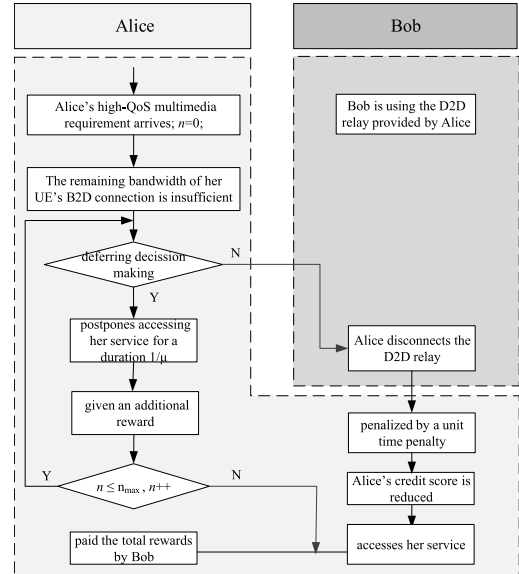 Alice
Bob
Alice's high-QoS multimedia
requirement arrives; n=0;
Bob is using the D2D
relay provided by Alice
The remaining bandwidth of her
UE's B2D connection is insufficient
deferring decission
making
N
Y
postpones accessing
her service for a
duration 1/μ
Alice disconnects the
D2D relay
given an additional
reward
penalized by a unit
time penalty
Y
n ≤ nmax , n++
N
Alice's credit score is
reduced
paid the total rewards
by Bob
accesses her service